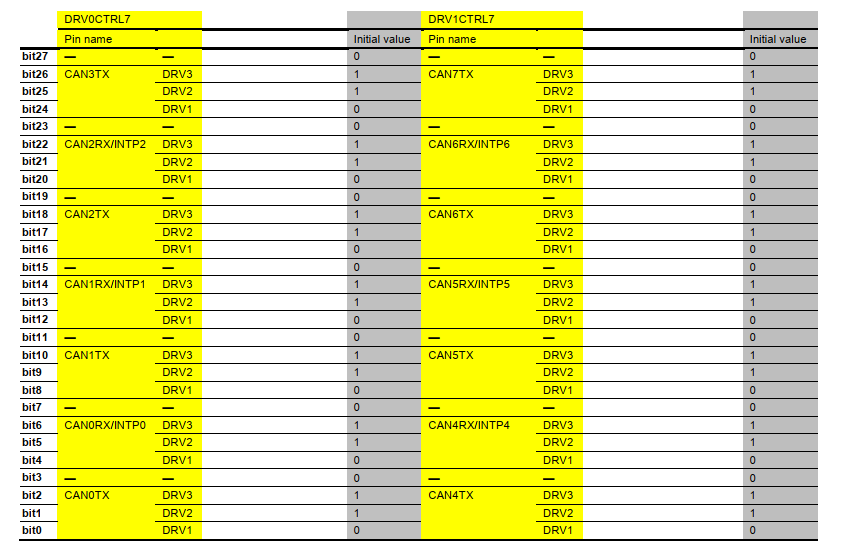 DRV0CTRL7 DRV1CTRL7
Pin name Initial value Pin name Initial value
bit27 — — 0 — — 0
bit26 CAN3TX DRV3 1 CAN7TX DRV3 1
bit25 DRV2 1 DRV2 1
bit24 DRV1 0 DRV1 0
bit23 — — 0 — — 0
bit22 CAN2RX/INTP2 DRV3 1 CAN6RX/INTP6 DRV3 1
bit21 DRV2 1 DRV2 1
bit20 DRV1 0 DRV1 0
bit19 — — 0 — — 0
bit18 CAN2TX DRV3 1 CAN6TX DRV3 1
bit17 DRV2 1 DRV2 1
bit16 DRV1 0 DRV1 0
bit15 — — 0 — — 0
bit14 CAN1RX/INTP1 DRV3 1 CAN5RX/INTP5 DRV3 1
bit13 DRV2 1 DRV2 1
bit12 DRV1 0 DRV1 0
bit11 — — 0 — — 0
bit10 CAN1TX DRV3 1 CAN5TX DRV3 1
bit9 DRV2 1 DRV2 1
bit8 DRV1 0 DRV1 0
bit7 — — 0 — — 0
bit6 CAN0RX/INTP0 DRV3 1 CAN4RX/INTP4 DRV3 1
bit5 DRV2 1 DRV2 1
bit4 DRV1 0 DRV1 0
bit3 — — 0 — — 0
bit2 CAN0TX DRV3 1 CAN4TX DRV3 1
bit1 DRV2 1 DRV2 1
bit0 DRV1 0 DRV1 0